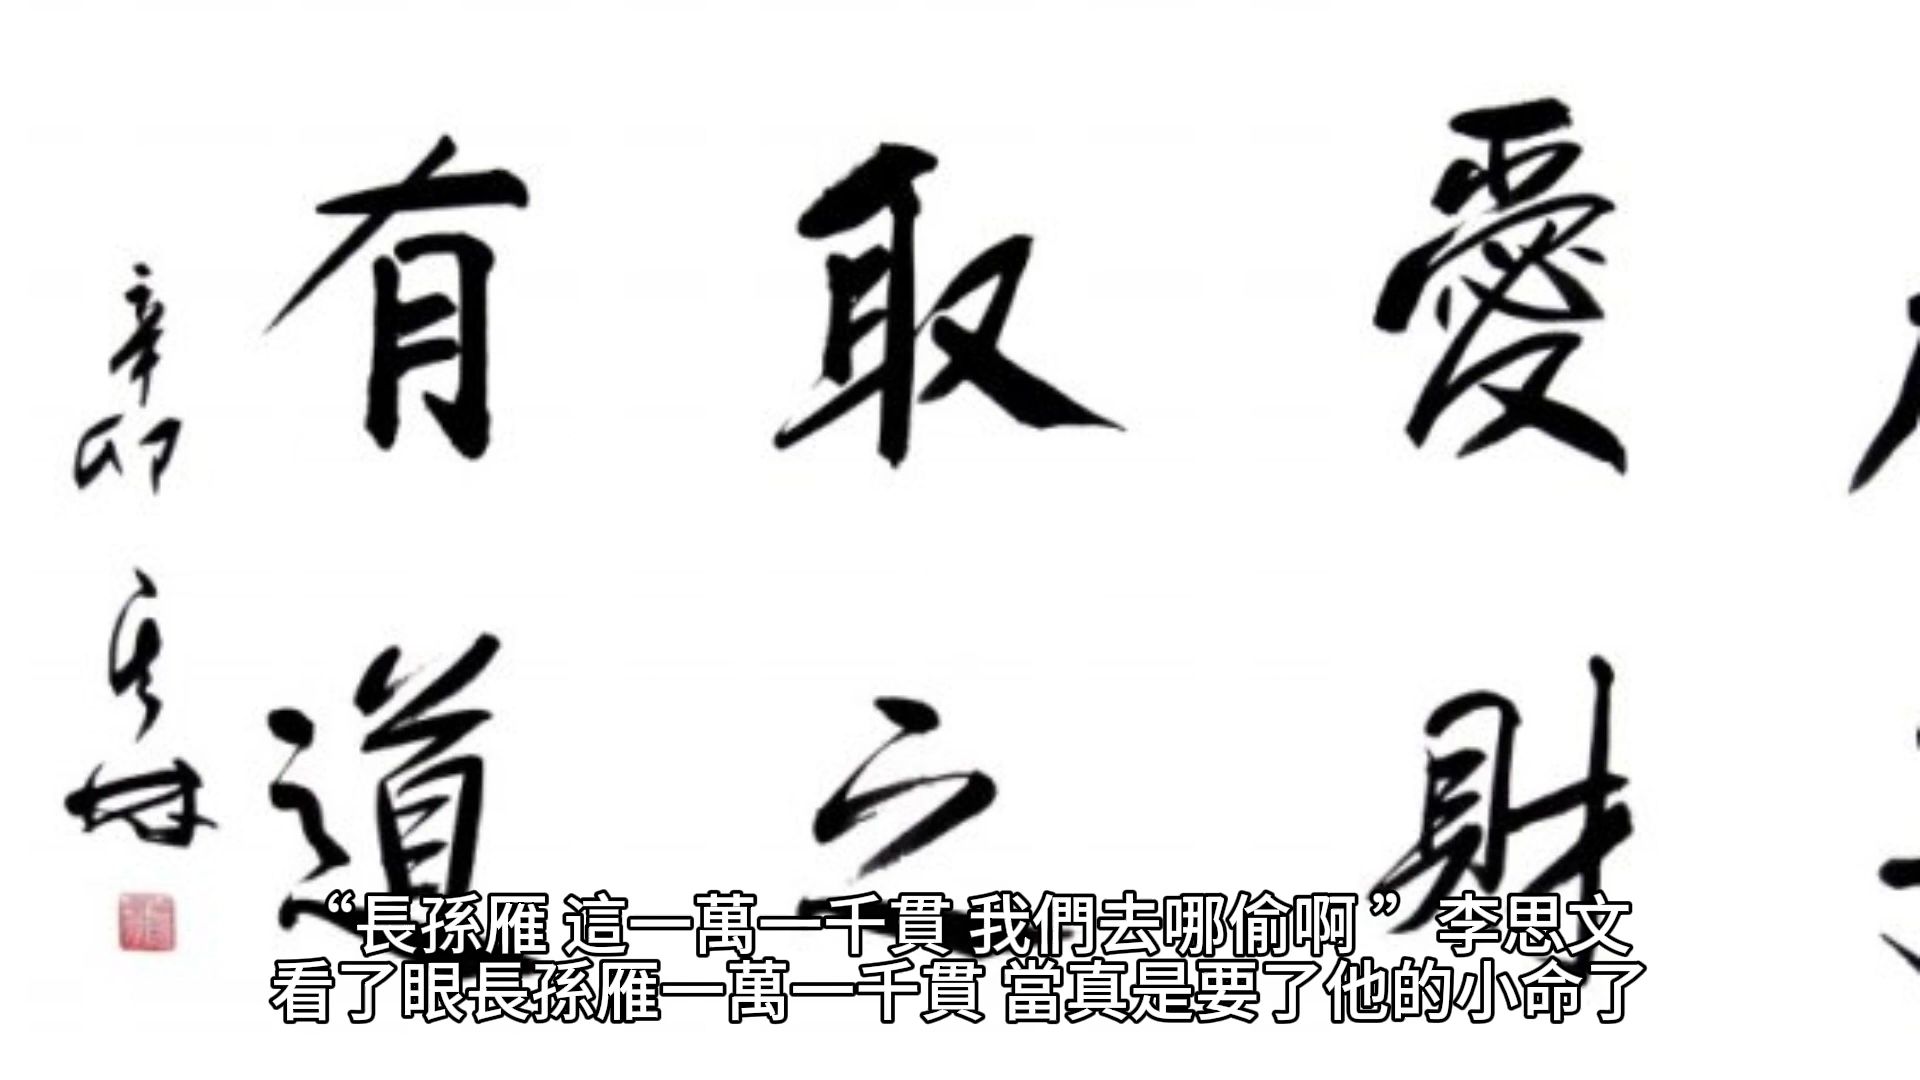 愛財
取之
有道
辛卯
“長孫雁 這一萬一千貫 我們去哪偷啊” 李思文
看了眼長孫雁一萬一千貫 當真是要了他的小命了